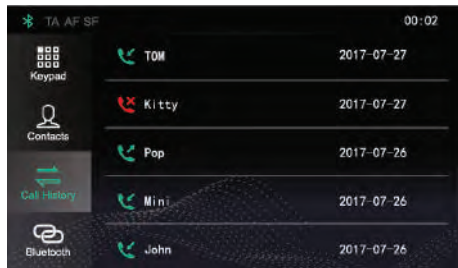 TA AF SF 00:02
Keypad
Contacts
Call History
Bluetooth
TOM 2017-07-27
Kitty 2017-07-27
Pop 2017-07-26
Mini 2017-07-26
John 2017-07-26